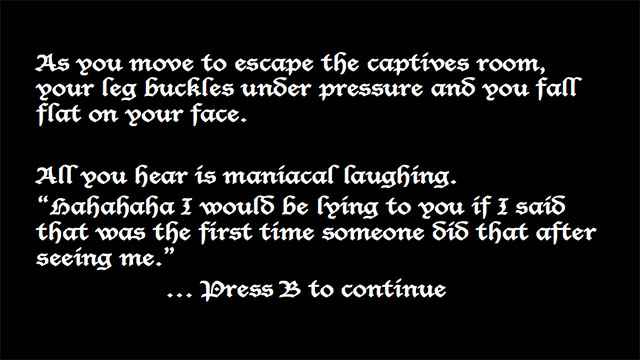 As you move to escape the captives room,
your leg buckles under pressure and you fall
flat on your face.
All you hear is maniacal laughing.
“Hahahaha I would be lying to you if I said
that was the first time someone did that after
seeing me.”
... Press B to continue